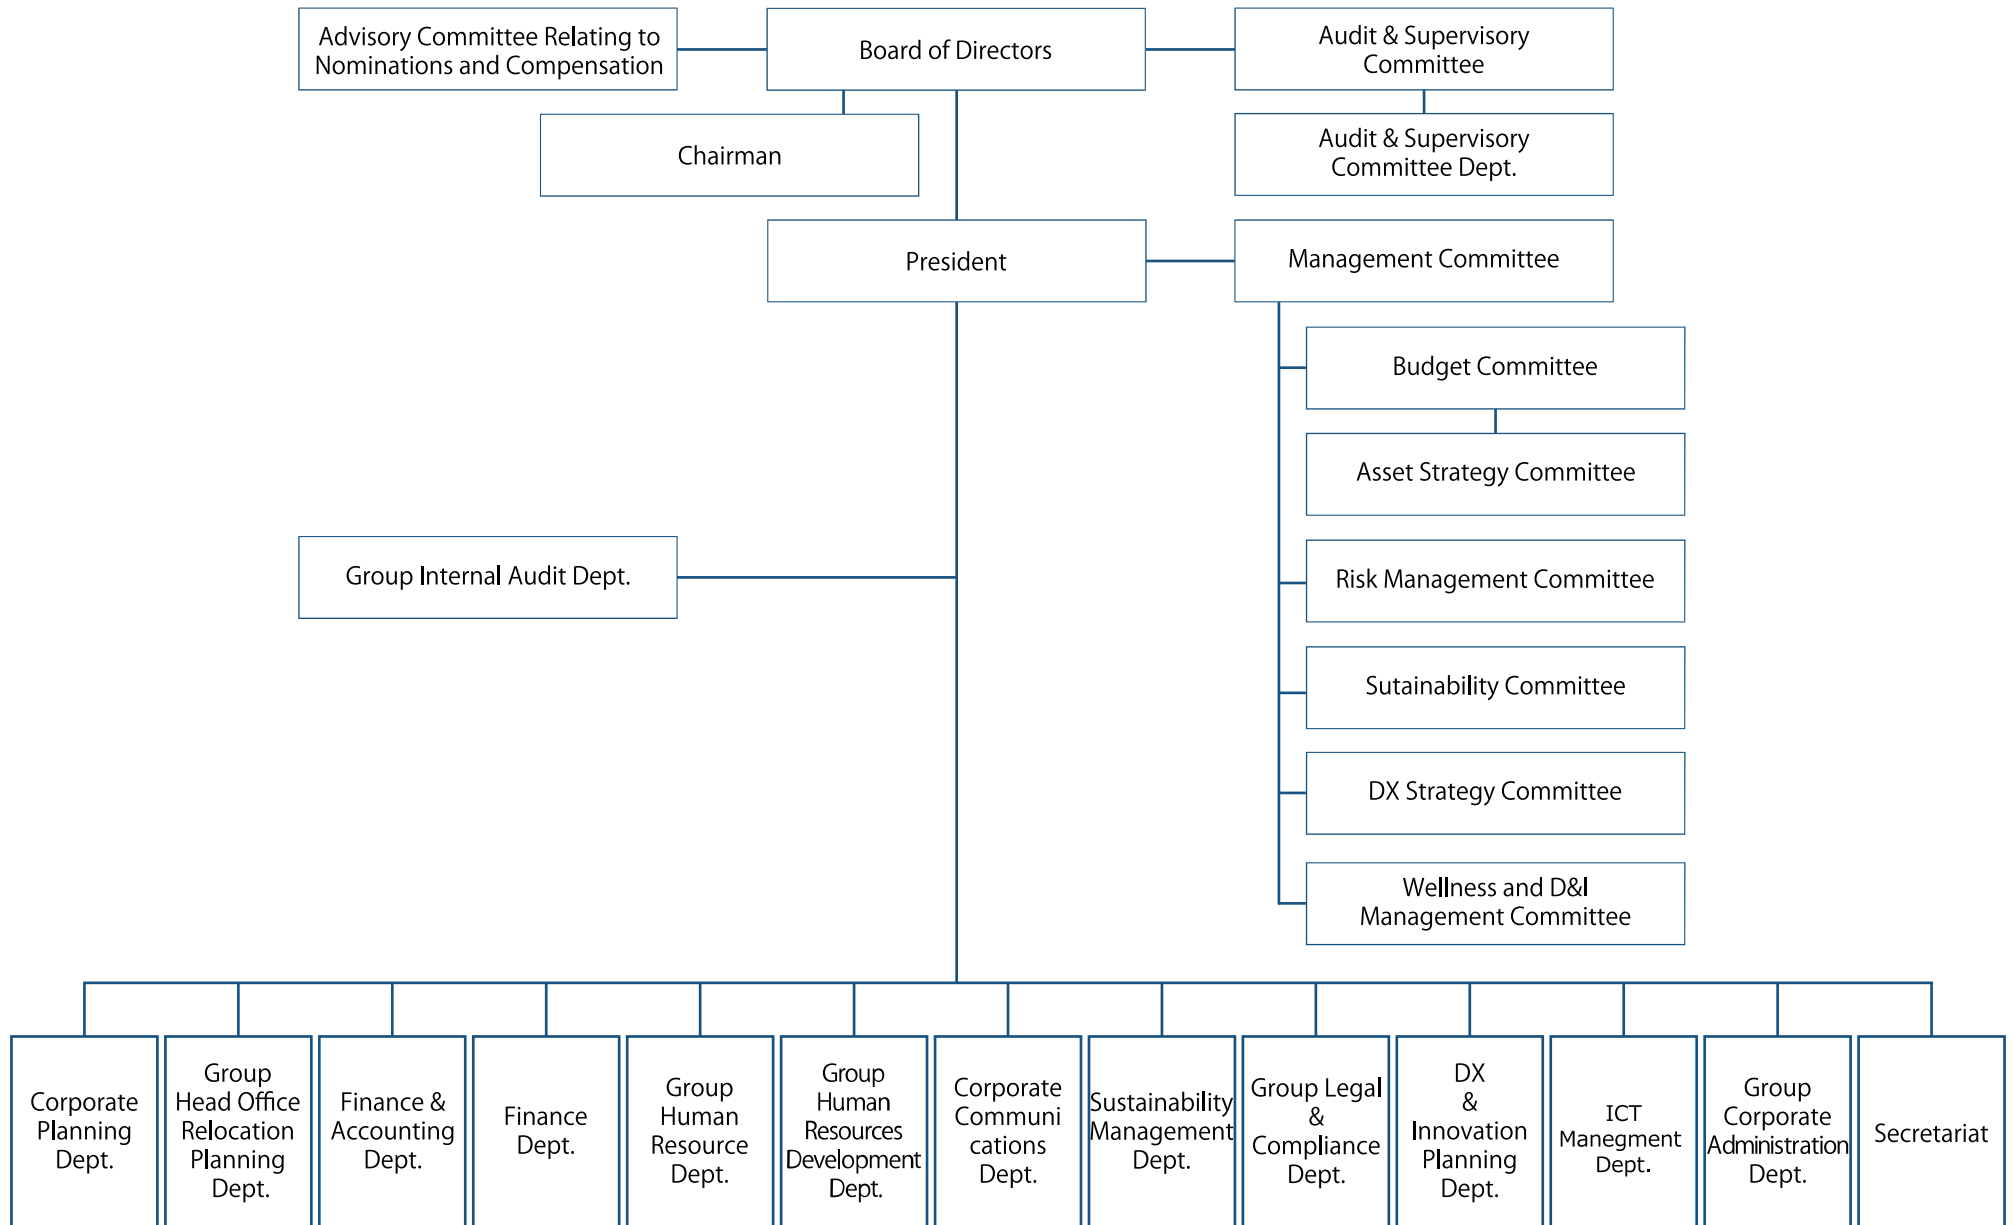 Advisory Committee Relating to
Nominations and Compensation
Board of Directors
Audit & Supervisory
Committee
Chairman
Audit & Supervisory
Committee Dept.
President
Management Committee
Budget Committee
Asset Strategy Committee
Group Internal Audit Dept.
Risk Management Committee
Sutainability Committee
DX Strategy Committee
Wellness and D&I
Management Committee
Corporate
Planning
Dept.
Group
Head Office
Relocation
Planning
Dept.
Finance &
Accounting
Dept.
Finance
Dept.
Group
Human
Resource Dept.
Group
Human
Resources
Development
Dept.
Corporate
Communi
cations
Dept.
Sustainability
Management
Dept.
Group Legal
&
Compliance
Dept.
DX
&
Innovation
Planning
Dept.
ICT
Manegment
Dept.
Group
Corporate
Administration
Dept.
Secretariat